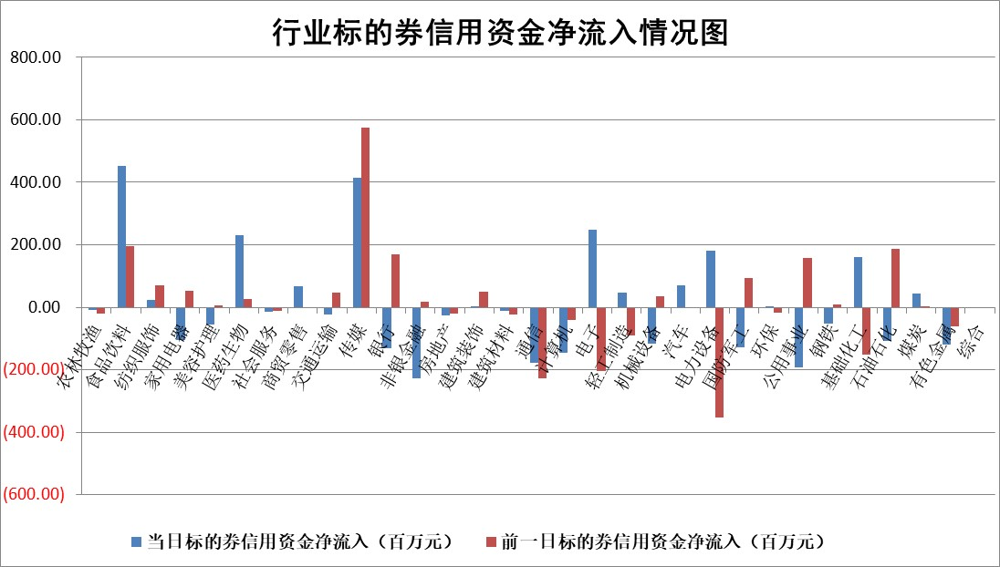 行业标的券信用资金净流入情况图
800.00
600.00
400.00
200.00
0.00
(200.00)
(400.00)
(600.00)
农林牧渔
食品饮料
纺织服饰
家用电器
美容护理
医药生物
社会服务
商贸零售
交通运输
传媒
银行
非银金融
房地产
建筑装饰
建筑材料
通信
计算机
电子
轻工制造
机械设备
汽车
电力设备
国防军工
环保
公用事业
钢铁
基础化工
石油石化
煤炭
有色金属
综合
当日标的券信用资金净流入（百万元）
前一日标的券信用资金净流入（百万元）